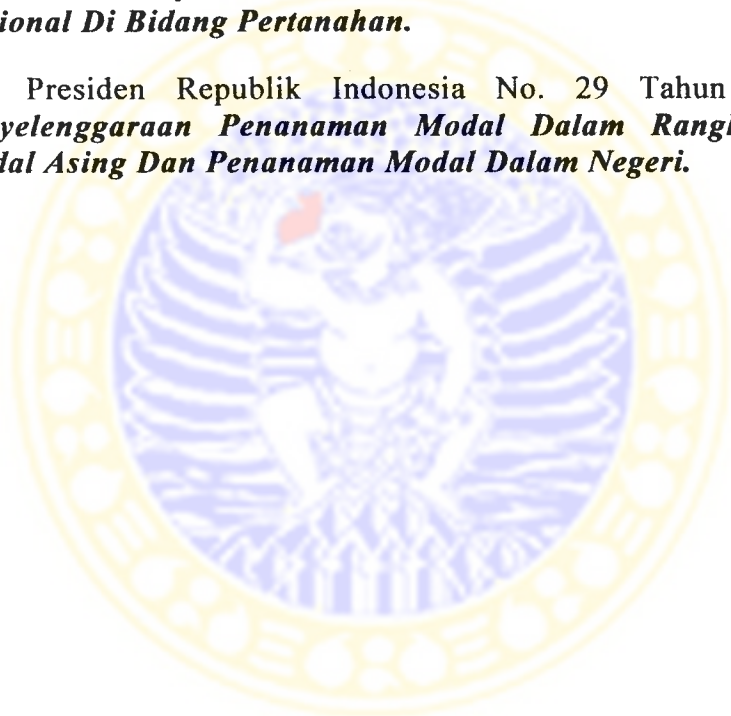 ional Di Bidang Pertanahan.
Presiden Republik Indonesia No. 29 Tahun
yelenggaraan Penanaman Modal Dalam Rangk
dal Asing Dan Penanaman Modal Dalam Negeri.